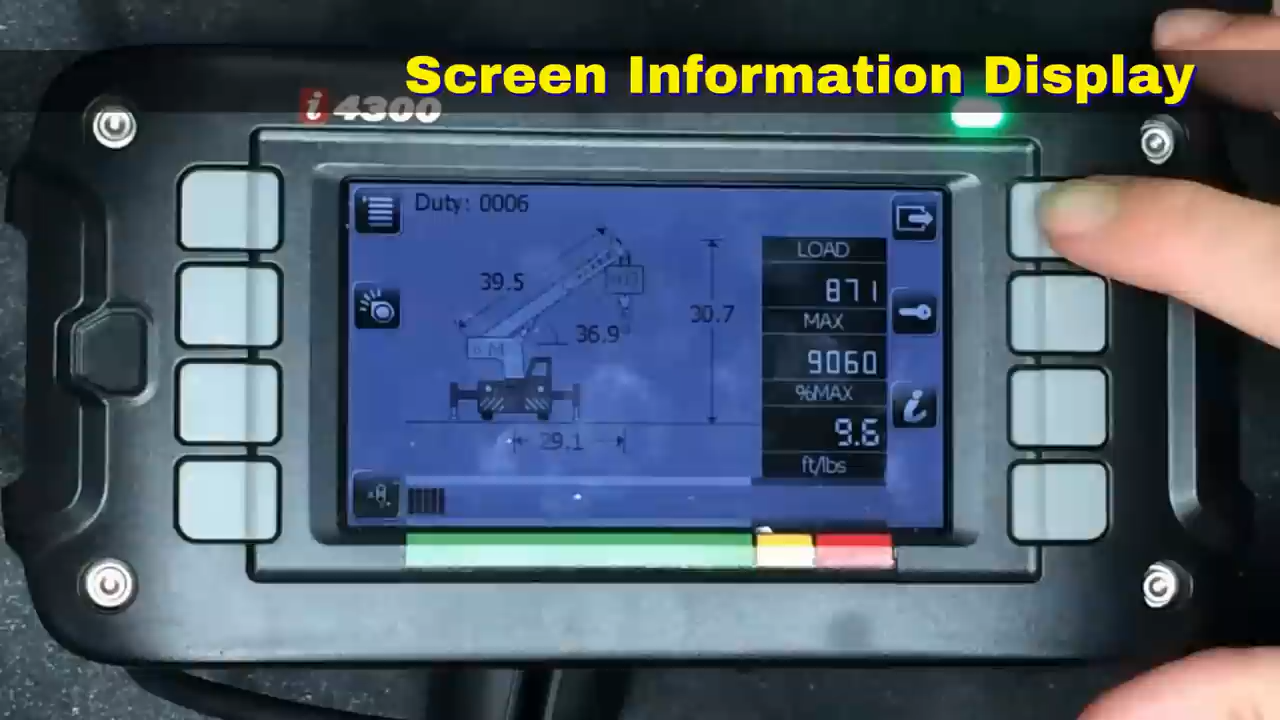 Screen Information Display
i 4300
Duty: 0006
LOAD
39.5
871
30.7
MAX
36.9
9060
%MAX
9.6
29.1
ft/lbs
i